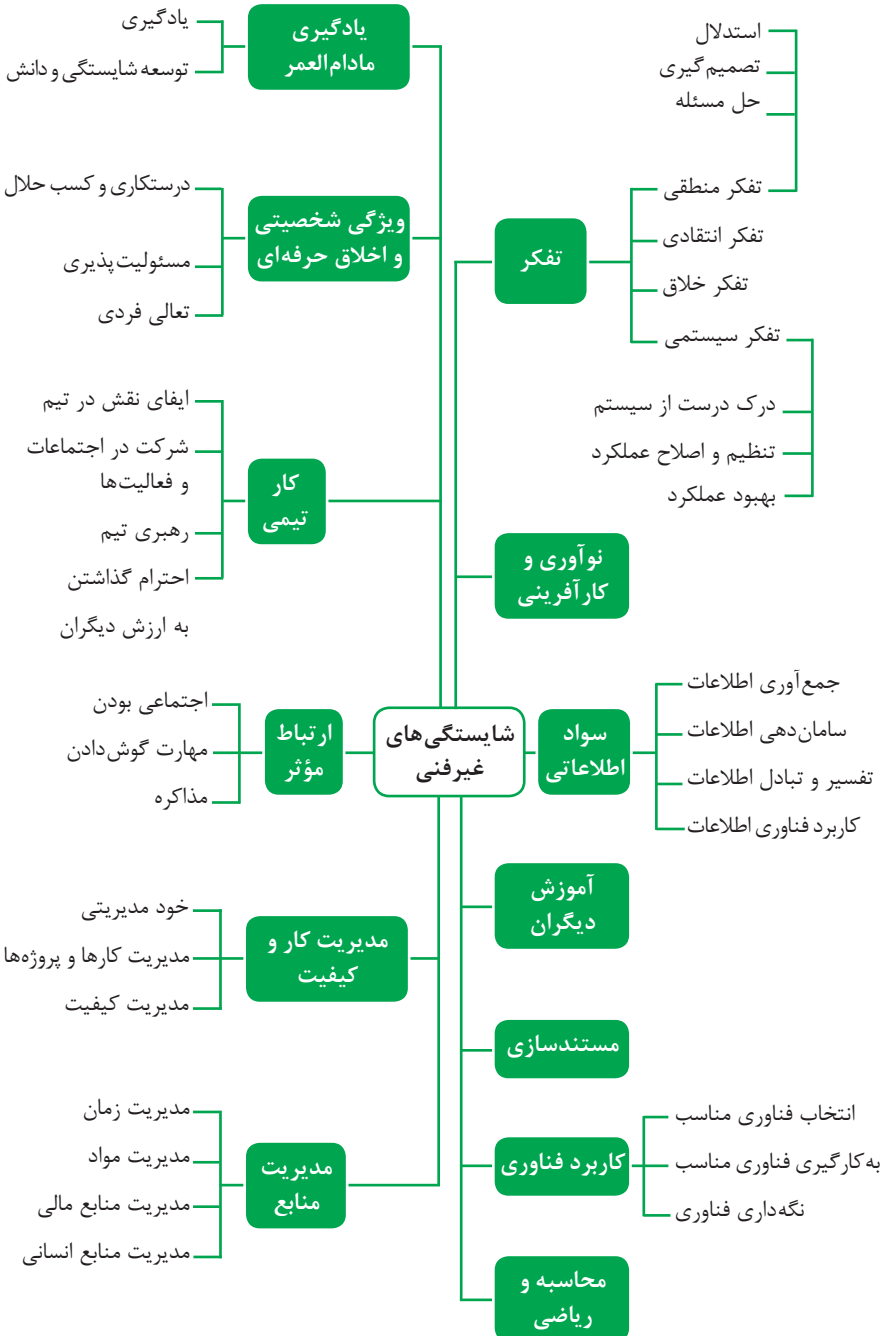 شایستگی‌های
غیرفنی
تفکر
استدلال
تصمیم‌گیری
حل مسئله
تفکر منطقی
تفکر انتقادی
تفکر خلاق
تفکر سیستمی
درک درست از سیستم
تنظیم و اصلاح عملکرد
بهبود عملکرد
نوآوری و
کارآفرینی
سواد
اطلاعاتی
جمع‌آوری اطلاعات
سامان‌دهی اطلاعات
تفسیر و تبادل اطلاعات
کاربرد فناوری اطلاعات
آموزش
دیگران
مستندسازی
کاربرد فناوری
انتخاب فناوری مناسب
به‌کارگیری فناوری مناسب
نگه‌داری فناوری
محاسبه و
ریاضی
یادگیری
مادام‌العمر
یادگیری
توسعه شایستگی و دانش
ویژگی شخصیتی
و اخلاق حرفه‌ای
درستکاری و کسب حلال
مسئولیت‌پذیری
تعالی فردی
کار
تیمی
ایفای نقش در تیم
شرکت در اجتماعات
و فعالیت‌ها
رهبری تیم
احترام گذاشتن
به ارزش دیگران
ارتباط
مؤثر
اجتماعی بودن
مهارت گوش‌دادن
مذاکره
مدیریت کار و
کیفیت
خود مدیریتی
مدیریت کارها و پروژه‌ها
مدیریت کیفیت
مدیریت
منابع
مدیریت زمان
مدیریت مواد
مدیریت منابع مالی
مدیریت منابع انسانی